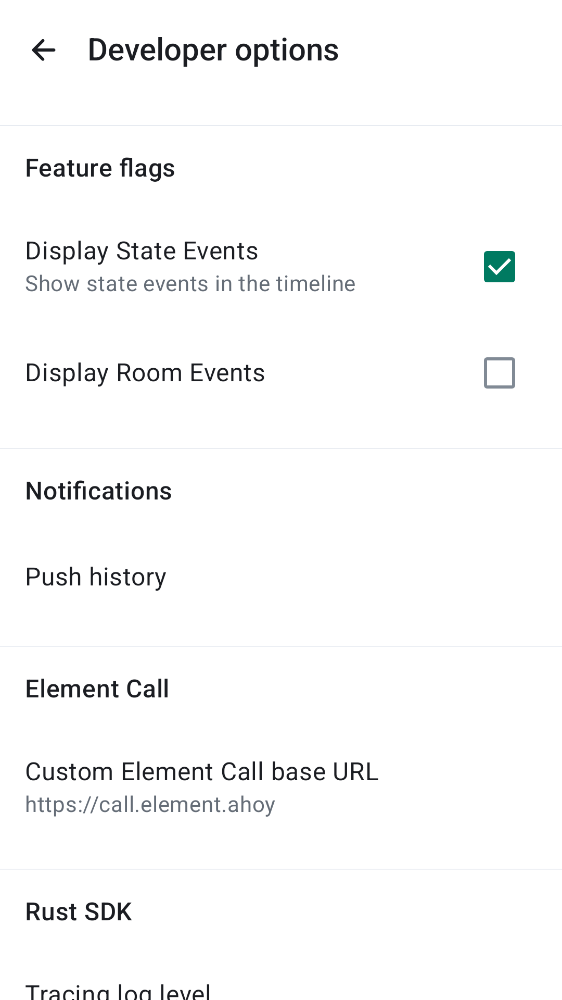 Developer options
Feature flags
Display State Events
Show state events in the timeline
Display Room Events
Notifications
Push history
Element Call
Custom Element Call base URL
https://call.element.ahoy
Rust SDK
Tracing log level